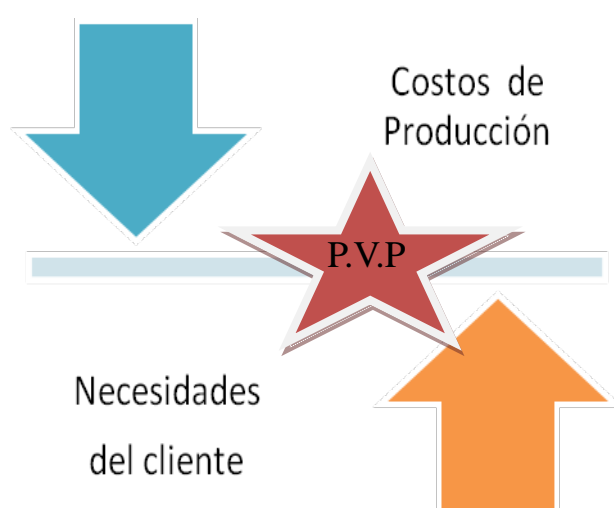 Costos de
Producción
P.V.P
Necesidades
del cliente